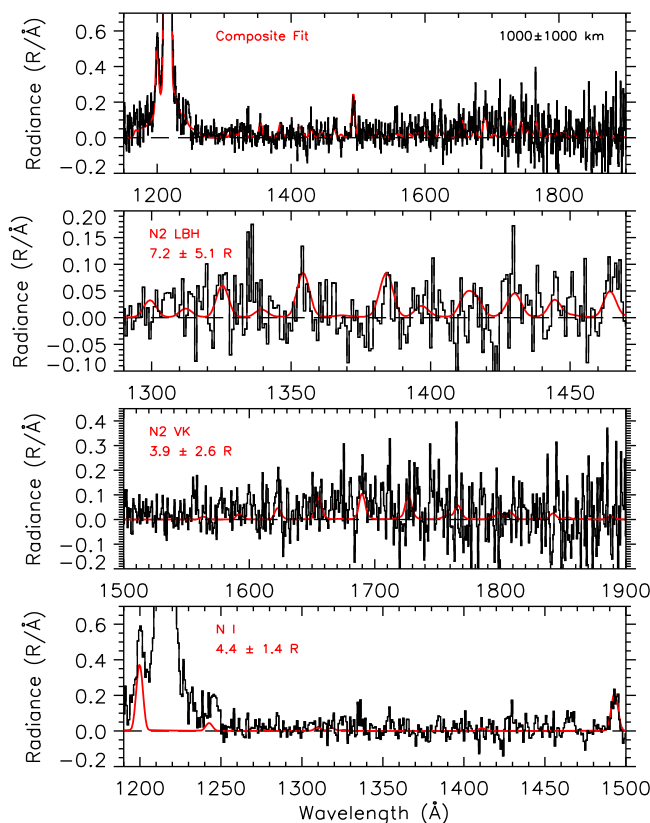 Composite Fit
1000±1000 km
Radiance (R/Å)
0.6
0.4
0.2
0.0
−0.2
1200 1400 1600 1800
N2 LBH
7.2 ± 5.1 R
Radiance (R/Å)
0.20
0.15
0.10
0.05
0.00
−0.05
−0.10
1300 1350 1400 1450
N2 VK
3.9 ± 2.6 R
Radiance (R/Å)
0.4
0.3
0.2
0.1
0.0
−0.1
−0.2
1500 1600 1700 1800 1900
N I
4.4 ± 1.4 R
Radiance (R/Å)
0.6
0.4
0.2
0.0
−0.2
1200 1250 1300 1350 1400 1450 1500
Wavelength (Å)